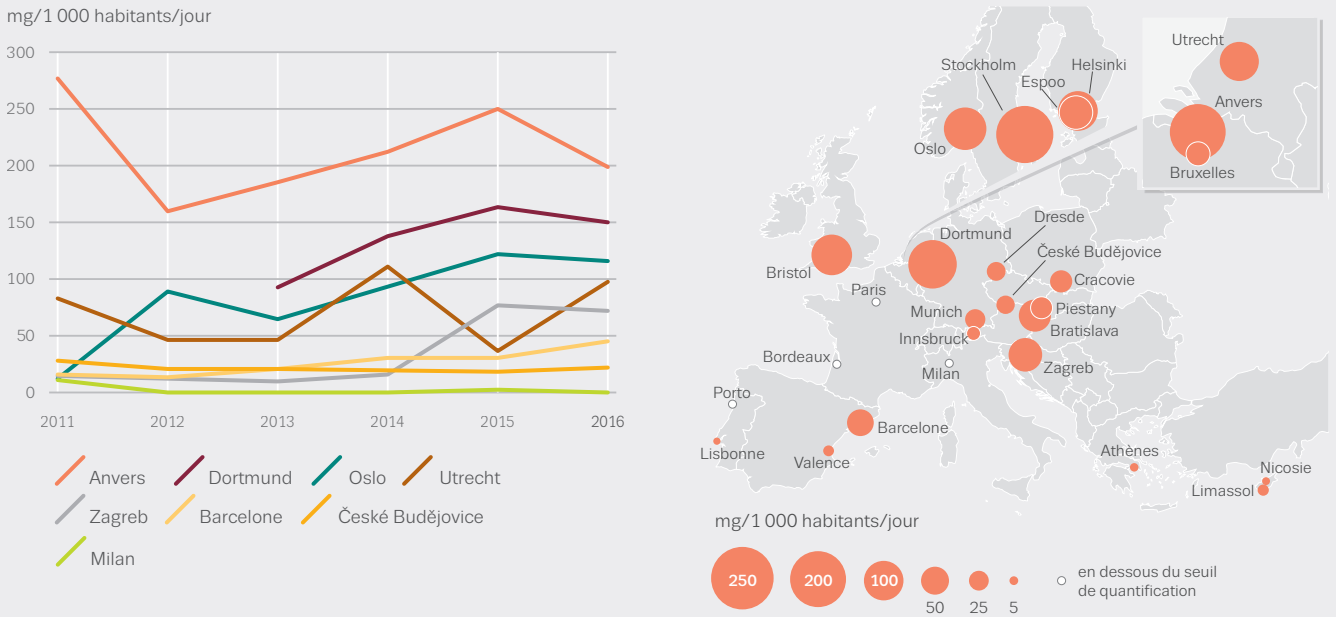 mg/1 000 habitants/jour
300
250
200
150
100
50
0
2011 2012 2013 2014 2015 2016
Anvers Dortmund Oslo Utrecht
Zagreb Barcelone České Budějovice
Milan
Utrecht
Anvers
Bruxelles
Stockholm
Helsinki
Espoo
Oslo
Dresde
Dortmund
České Budějovice
Bristol
Cracovie
Paris
Munich
Piestany
Bratislava
Innsbruck
Bordeaux
Milan
Zagreb
Porto
Barcelone
Lisbonne
Valence
Athènes
Nicosie
Limassol
mg/1 000 habitants/jour
250 200 100
50 25 5
en dessous du seuil
de quantification